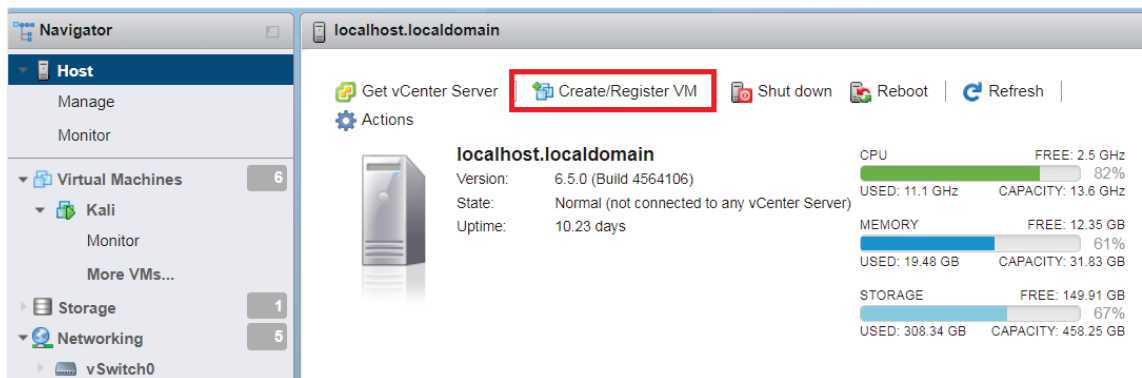 Navigator
Host
Manage
Monitor
Virtual Machines 6
Kali
Monitor
More VMs...
Storage 1
Networking 5
vSwitch0
localhost.localdomain
Get vCenter Server Create/Register VM Shut down Reboot Refresh
Actions
localhost.localdomain
Version: 6.5.0 (Build 4564106)
State: Normal (not connected to any vCenter Server)
Uptime: 10.23 days
CPU FREE: 2.5 GHz
82%
USED: 11.1 GHz CAPACITY: 13.6 GHz
MEMORY FREE: 12.35 GB
61%
USED: 19.48 GB CAPACITY: 31.83 GB
STORAGE FREE: 149.91 GB
67%
USED: 308.34 GB CAPACITY: 458.25 GB